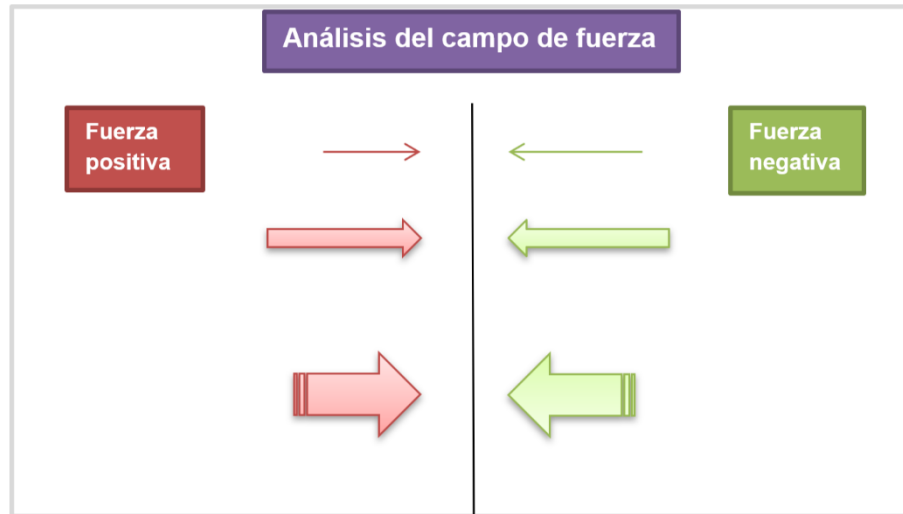 Análisis del campo de fuerza
Fuerza
positiva
Fuerza
negativa